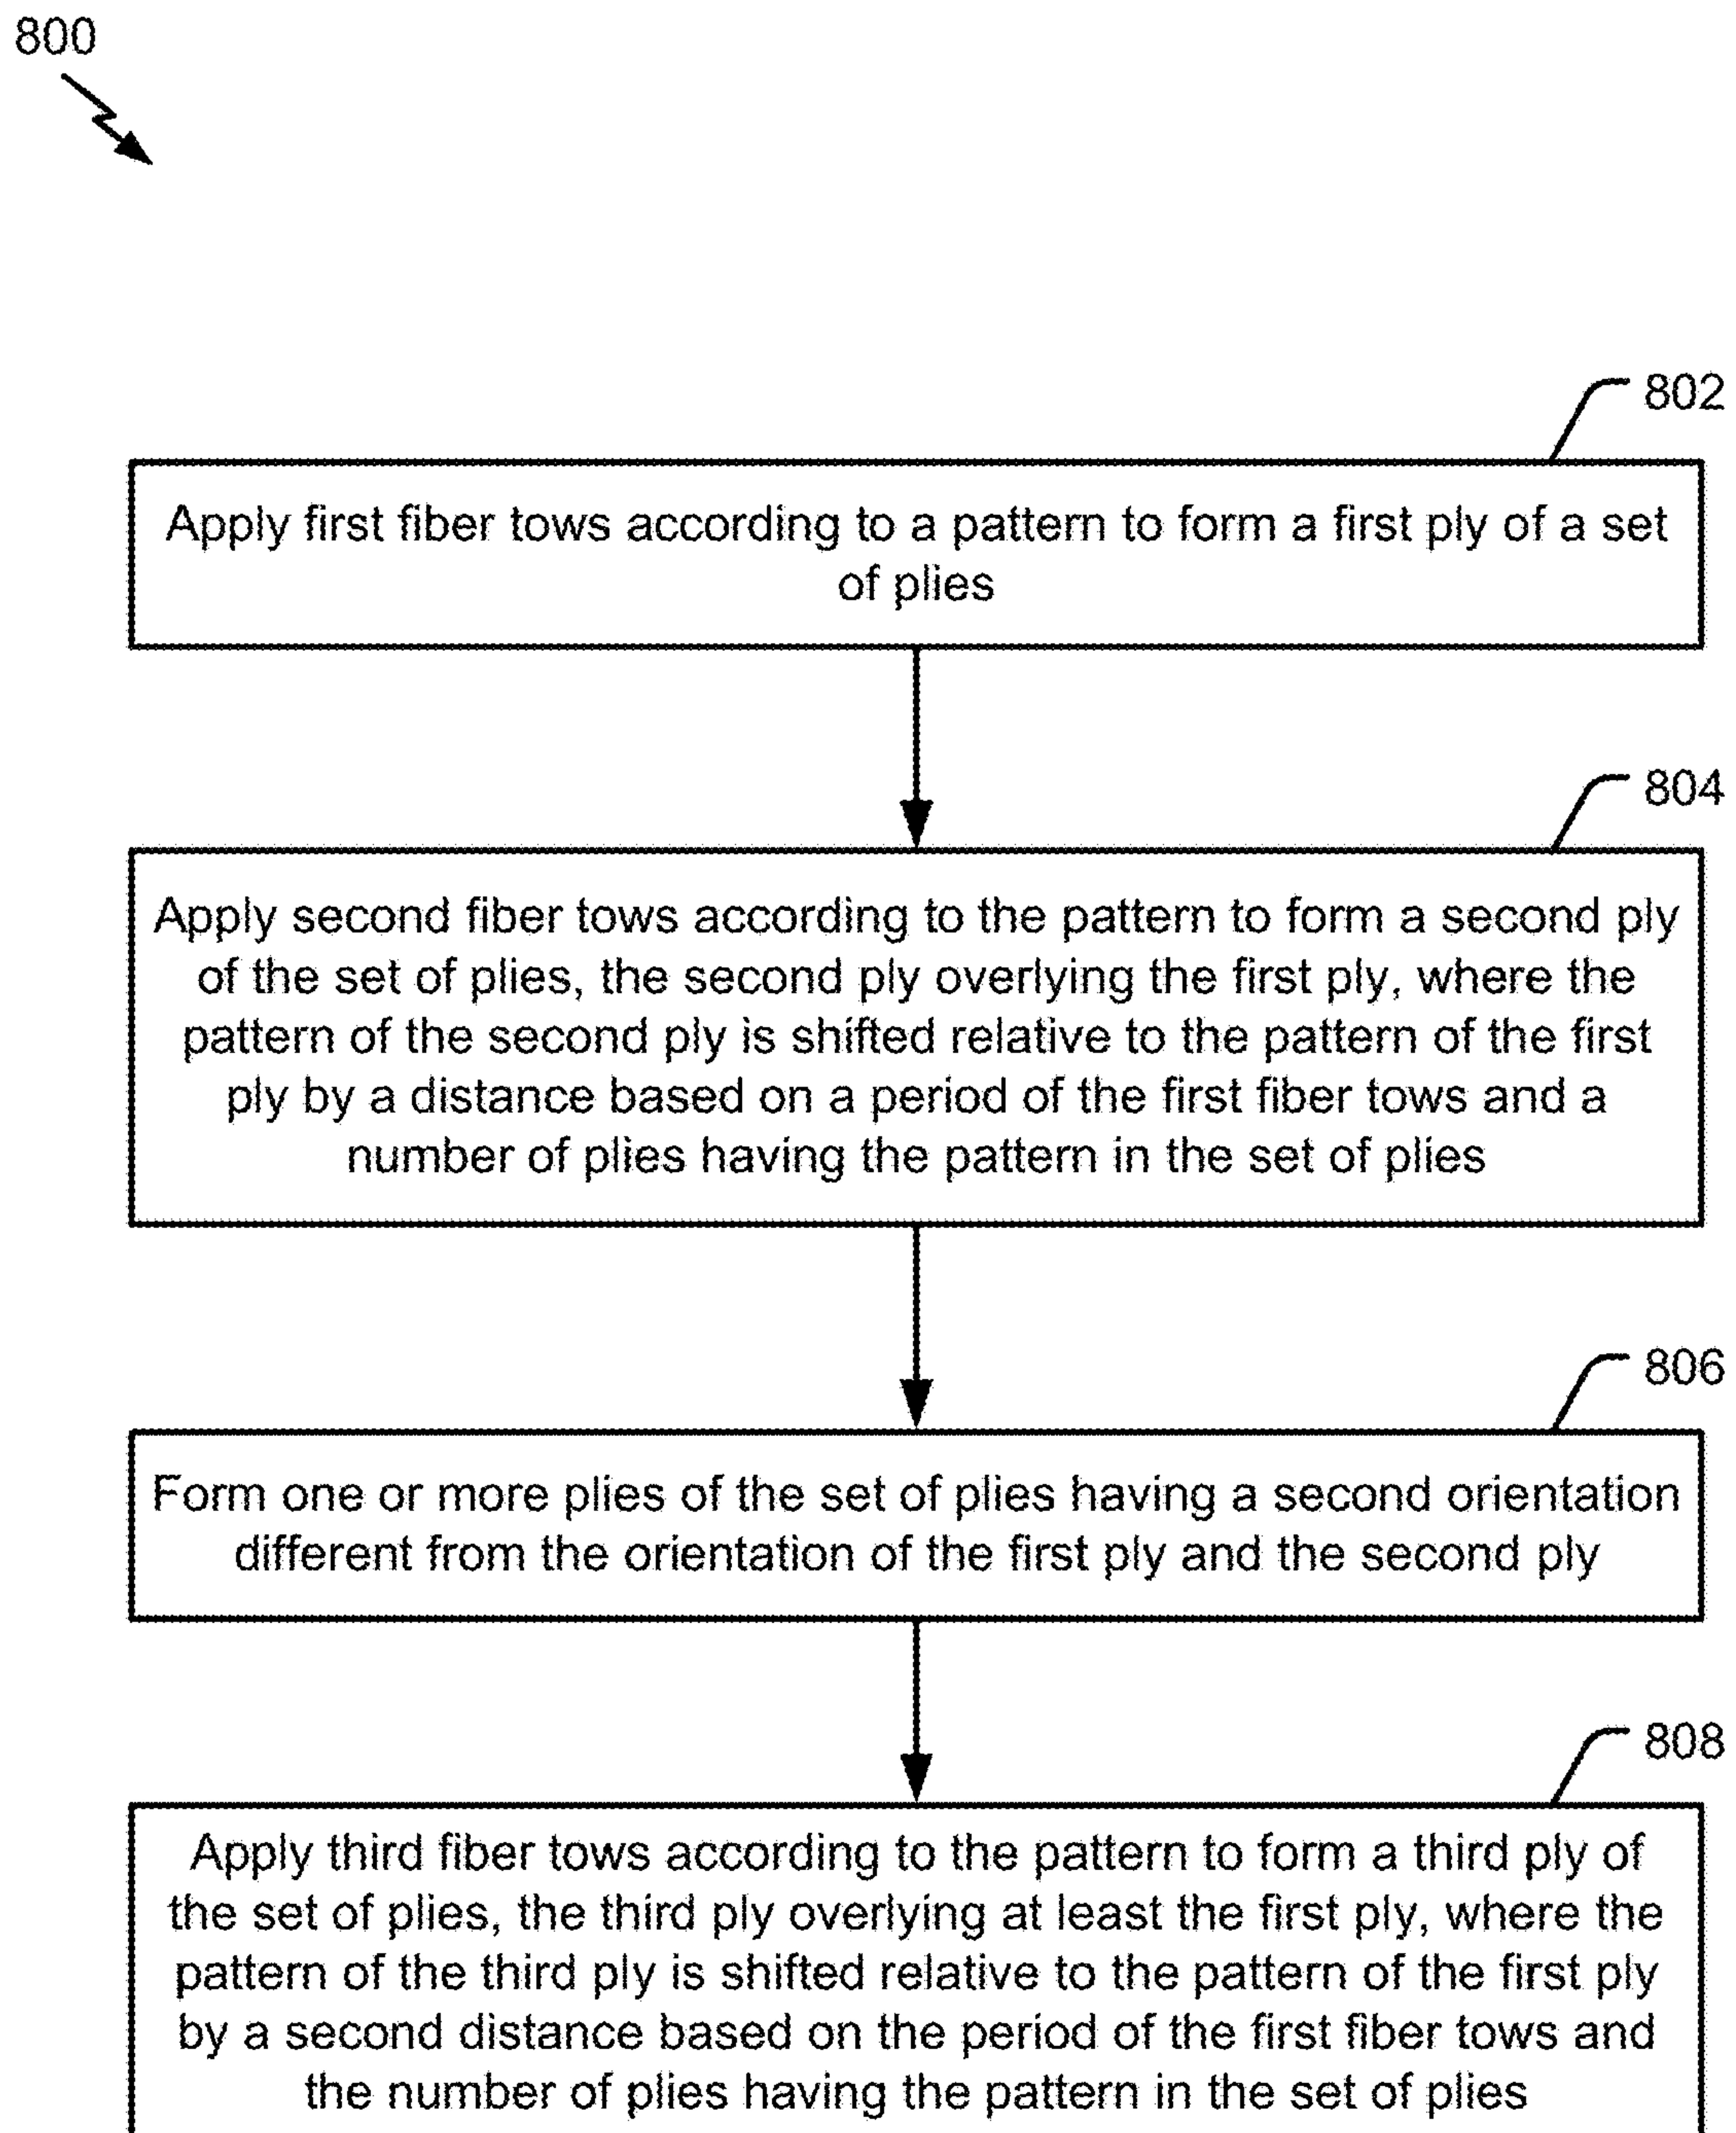 800
802
Apply first fiber tows according to a pattern to form a first ply of a set
of plies
804
Apply second fiber tows according to the pattern to form a second ply
of the set of plies, the second ply overlying the first ply, where the
pattern of the second ply is shifted relative to the pattern of the first
ply by a distance based on a period of the first fiber tows and a
number of plies having the pattern in the set of plies
806
Form one or more plies of the set of plies having a second orientation
different from the orientation of the first ply and the second ply
808
Apply third fiber tows according to the pattern to form a third ply of
the set of plies, the third ply overlying at least the first ply, where the
pattern of the third ply is shifted relative to the pattern of the first ply
by a second distance based on the period of the first fiber tows and
the number of plies having the pattern in the set of plies